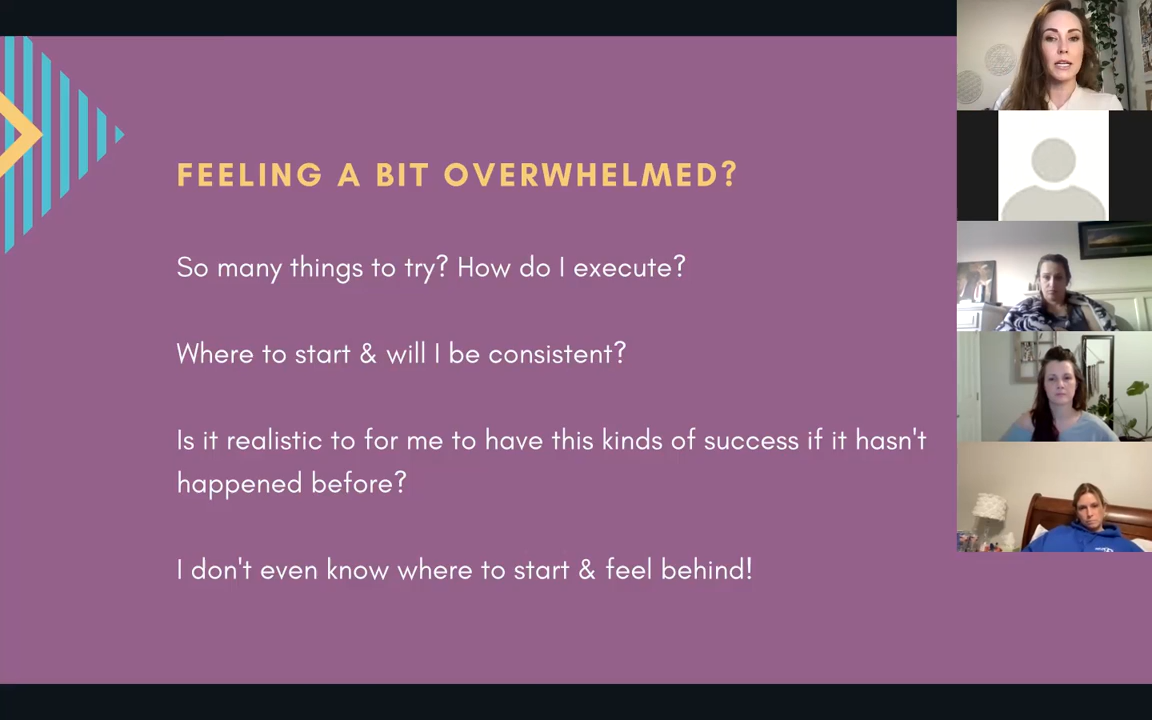 FEELING A BIT OVERWHELMED?
So many things to try? How do I execute?
Where to start & will I be consistent?
Is it realistic to for me to have this kinds of success if it hasn't
happened before?
I don't even know where to start & feel behind!